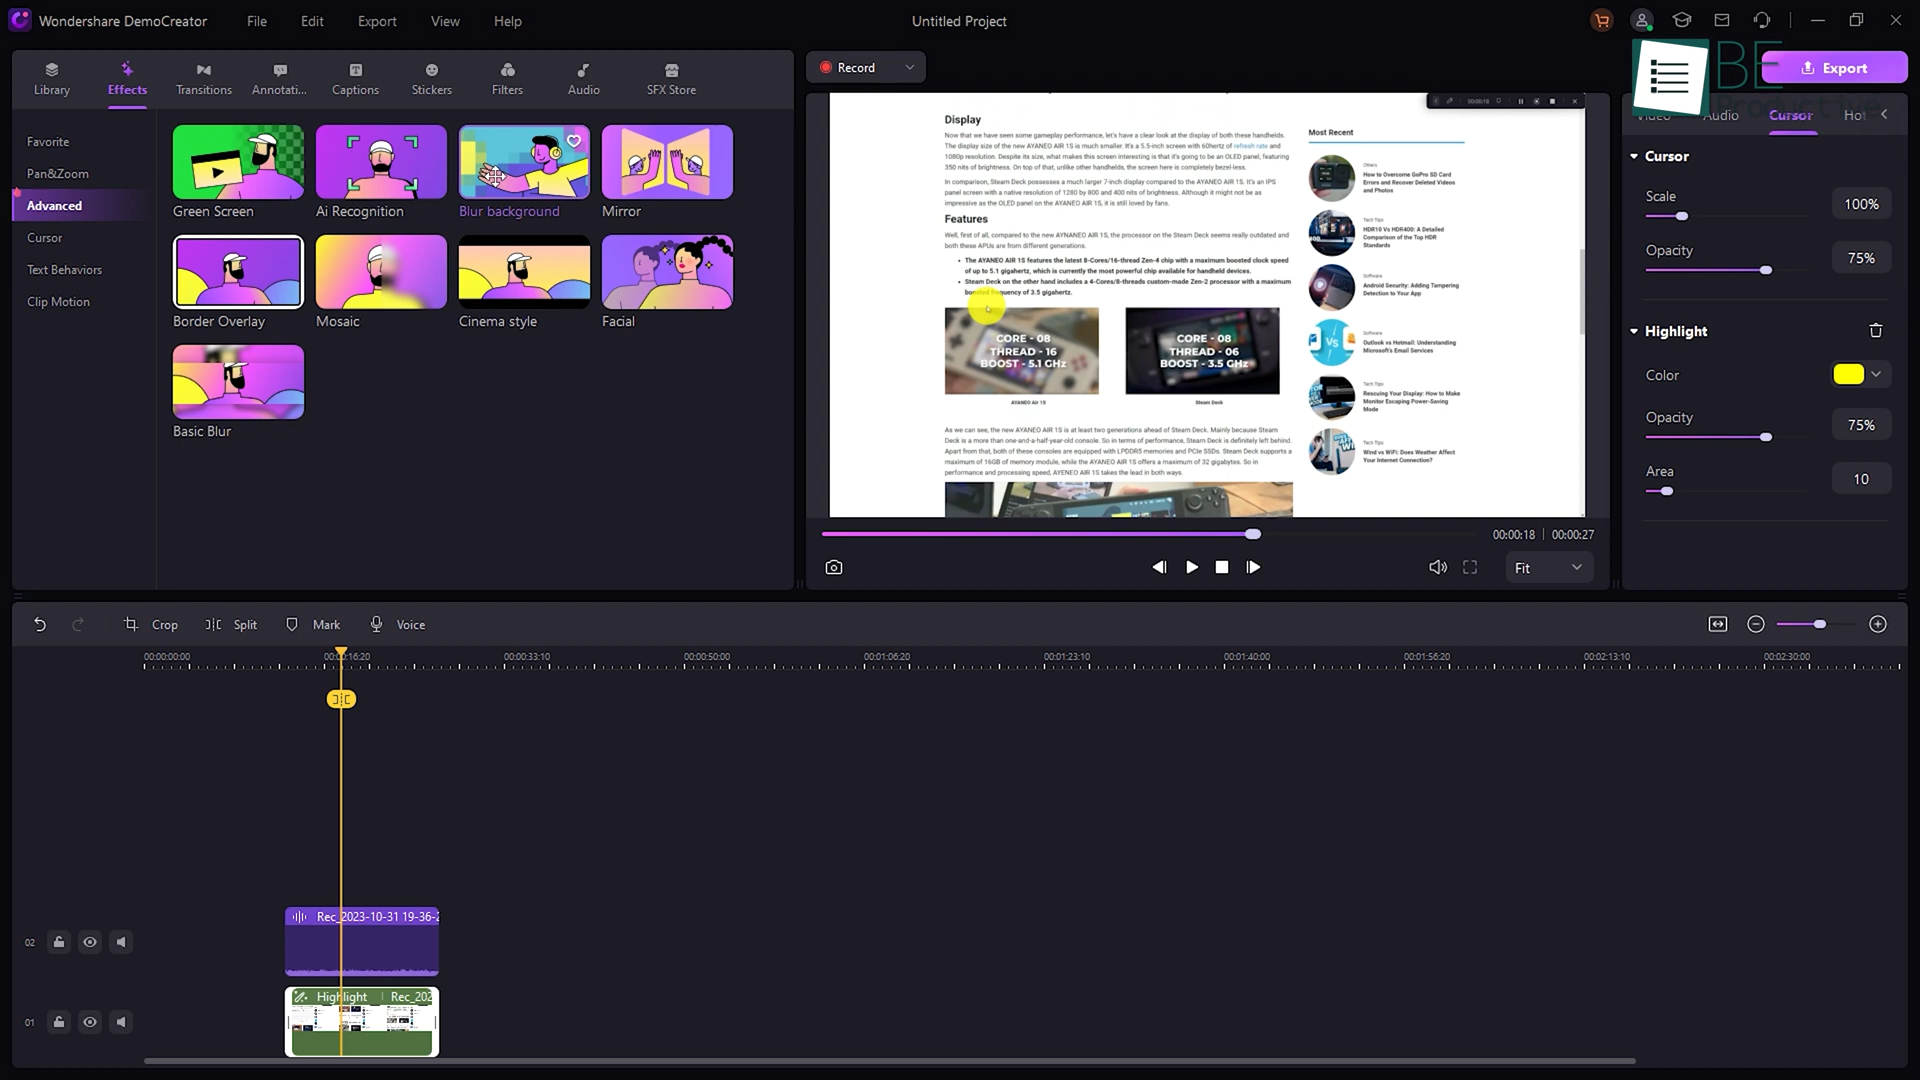 Wondershare DemoCreator
File
Edit
Export
View
Help
Untitled Project
Library
Effects
Transitions
Annotati...
Captions
Stickers
Filters
Audio
SFX Store
Record
BE
Productive
Export
Favorite
Pan&Zoom
Advanced
Cursor
Text Behaviors
Clip Motion
Green Screen
Ai Recognition
Blur background
Mirror
Border Overlay
Mosaic
Cinema style
Facial
Basic Blur
Display
Now that we have seen some gameplay performance, let's have a clear look at the display of both these handhelds.
The display size of the new AYANEO AIR 1S is much smaller. It's a 5.5-inch screen with 60hertz of refresh rate and
1080p resolution. Despite its size, what makes this screen interesting is that it's going to be an OLED panel, featuring
350 nits of brightness. On top of that, unlike other handhelds, the screen here is completely bezel-less.
In comparison, Steam Deck possesses a much larger 7-inch display compared to the AYANEO AIR 1S. It's an IPS
panel screen with a native resolution of 1280 by 800 and 400 nits of brightness. Although it might not be as
impressive as the OLED panel on the AYANEO AIR 1S, it is still loved by fans.
Features
Well, first of all, compared to the new AYNANEO AIR 1S, the processor on the Steam Deck seems really outdated and
both these APUs are from different generations.
• The AYANEO AIR 1S features the latest 8-Cores/16-thread Zen-4 chip with a maximum boosted clock speed
of up to 5.1 gigahertz, which is currently the most powerful chip available for handheld devices.
• Steam Deck on the other hand includes a 4-Cores/8-threads custom-made Zen-2 processor with a maximum
boosted frequency of 3.5 gigahertz.
CORE - 08
THREAD - 16
BOOST - 5.1 GHz
AYANEO Air 1S
CORE - 08
THREAD - 06
BOOST - 3.5 GHz
Steam Deck
As we can see, the new AYANEO AIR 1S is at least two generations ahead of Steam Deck. Mainly because Steam
Deck is a more than one-and-a-half-year-old console. So in terms of performance, Steam Deck is definitely left behind.
Apart from that, both of these consoles are equipped with LPDDR5 memories and PCIe SSDs. Steam Deck supports a
maximum of 16GB of memory module, while the AYANEO AIR 1S offers a maximum of 32 gigabytes. So in
performance and processing speed, AYENEO AIR 1S takes the lead in both ways.
00:00:18
Most Recent
Others
How to Overcome GoPro SD Card
Errors and Recover Deleted Videos
and Photos
Tech Tips
HDR10 Vs HDR400: A Detailed
Comparison of the Top HDR
Standards
Software
Android Security: Adding Tampering
Detection to Your App
Vs
Software
Outlook vs Hotmail: Understanding
Microsoft's Email Services
Tech Tips
Rescuing Your Display: How to Make
Monitor Escaping Power-Saving
Mode
Tech Tips
Wind vs WiFi: Does Weather Affect
Your Internet Connection?
00:00:18 | 00:00:27
Fit
Video
Audio
Cursor
Hot
Cursor
Scale
100%
Opacity
75%
Highlight
Color
Opacity
75%
Area
10
Crop
Split
Mark
Voice
00:00:00:00
00:00:16:20
00:00:33:10
00:00:50:00
00:01:06:20
00:01:23:10
00:01:40:00
00:01:56:20
00:02:13:10
00:02:30:00
02
Rec_2023-10-31 19-36-2
01
Highlight
Rec_202